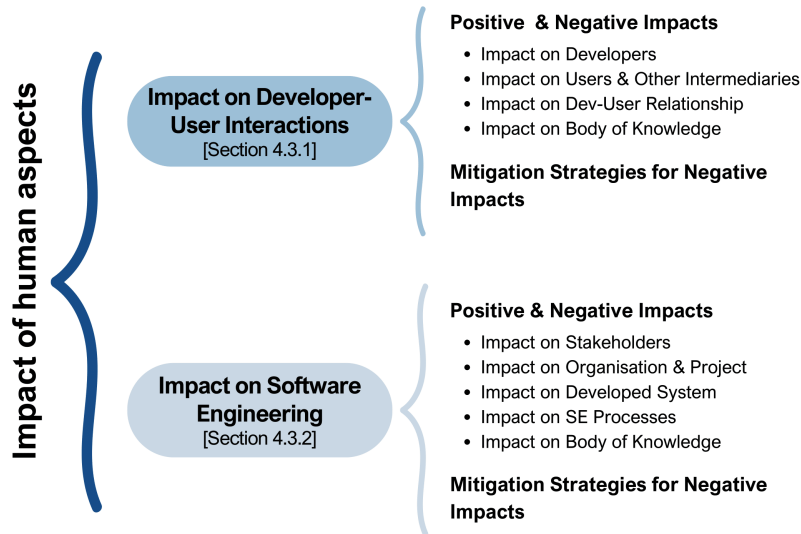 Impact of human aspects
Impact on Developer-
User Interactions
[Section 4.3.1]
Positive & Negative Impacts
• Impact on Developers
• Impact on Users & Other Intermediaries
• Impact on Dev-User Relationship
• Impact on Body of Knowledge
Mitigation Strategies for Negative
Impacts
Impact on Software
Engineering
[Section 4.3.2]
Positive & Negative Impacts
• Impact on Stakeholders
• Impact on Organisation & Project
• Impact on Developed System
• Impact on SE Processes
• Impact on Body of Knowledge
Mitigation Strategies for Negative
Impacts